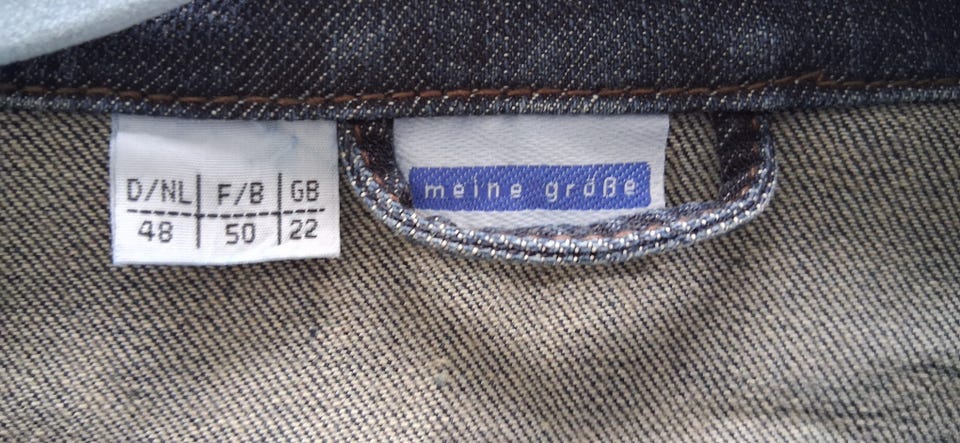 D/NL F/B GB
48 50 22
meine größe